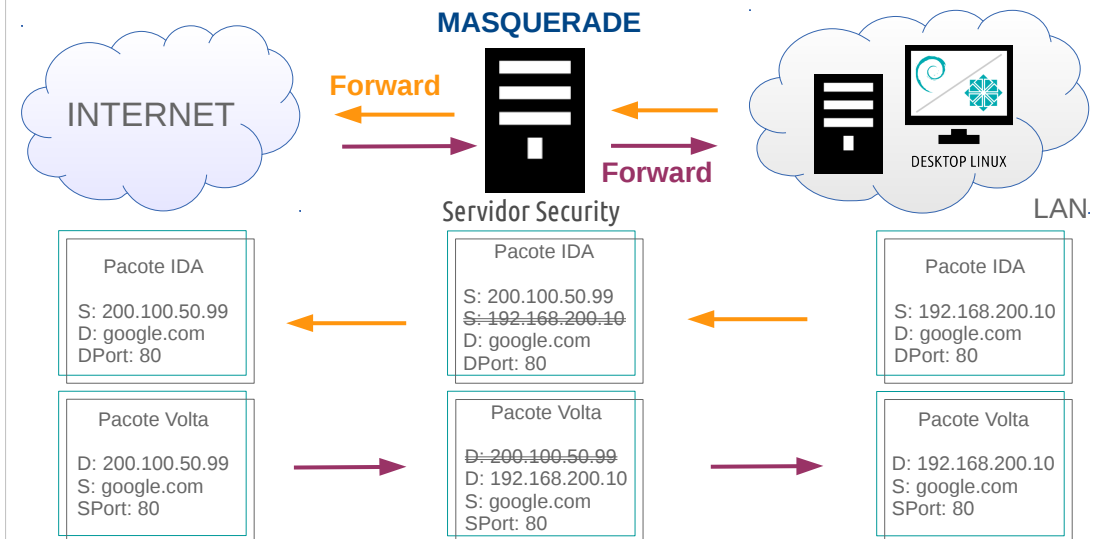 MASQUERADE
Forward
INTERNET
DESKTOP LINUX
Forward
Servidor Security
LAN
Pacote IDA
S: 200.100.50.99
D: google.com
DPort: 80
Pacote IDA
S: 200.100.50.99
S: 192.168.200.10
D: google.com
DPort: 80
Pacote IDA
S: 192.168.200.10
D: google.com
DPort: 80
Pacote Volta
D: 200.100.50.99
S: google.com
SPort: 80
Pacote Volta
D: 200.100.50.99
D: 192.168.200.10
S: google.com
SPort: 80
Pacote Volta
D: 192.168.200.10
S: google.com
SPort: 80